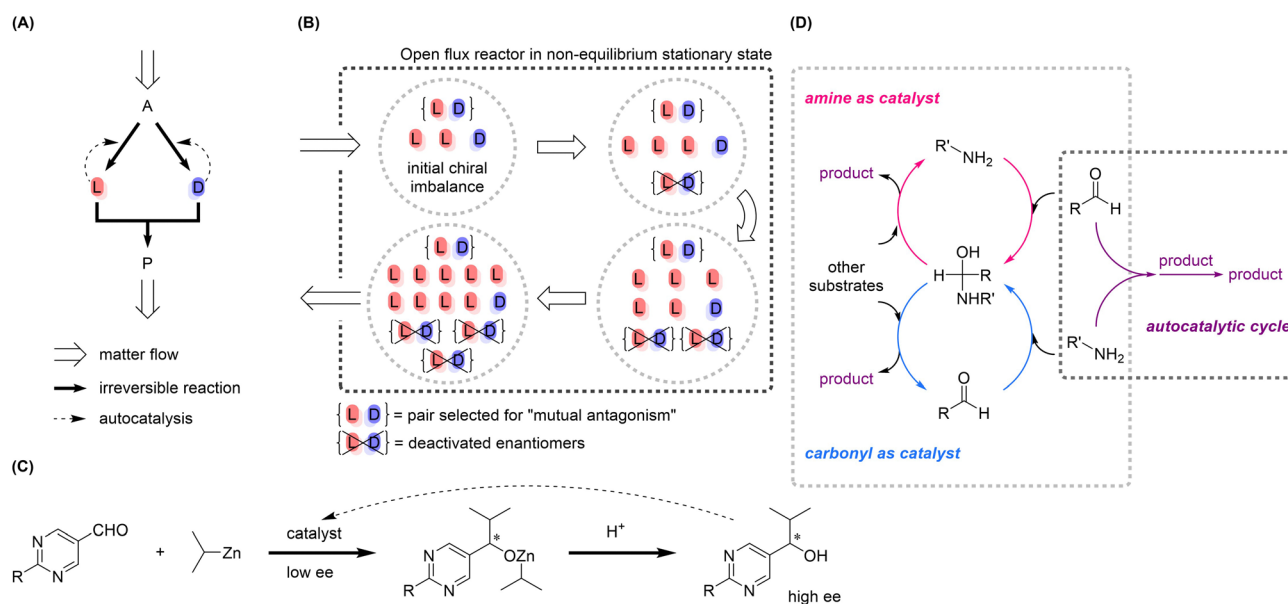 (A)
A
L
D
P
matter flow
irreversible reaction
autocatalysis
(B)
Open flux reactor in non-equilibrium stationary state
{L D}
L L D
initial chiral
imbalance
{L D}
L L L D
{L D}
{L D}
L L L
L L D
{L D} {L D}
{L D}
L L L L L
L L L L D
{L D} {L D}
{L D}
{L D} = pair selected for "mutual antagonism"
{L D} = deactivated enantiomers
(C)
CHO
N
N
R
+
Zn
catalyst
low ee
*
OZn
N
N
R
H+
*
OH
N
N
R
high ee
(D)
amine as catalyst
R'
NH2
product
O
R H
OH
H R
NHR'
other
substrates
product
product
autocatalytic cycle
R'
NH2
product
O
R H
carbonyl as catalyst